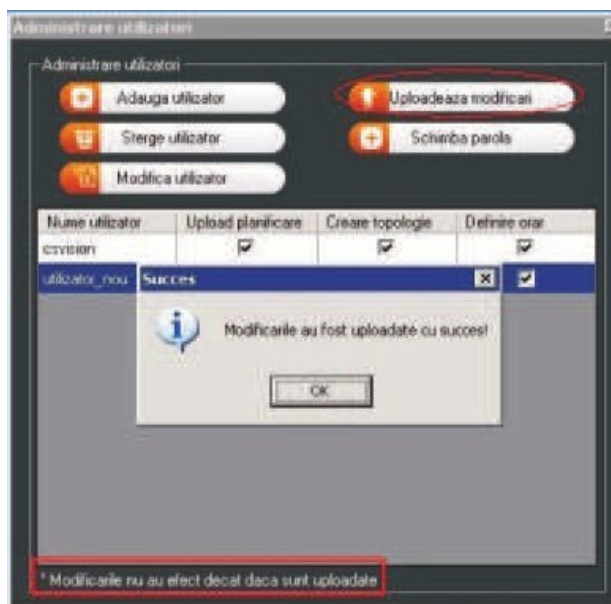 Administrare utilizatori
Administrare utilizatori
Adauga utilizator
Uploadeaza modificari
Sterge utilizator
Schimba parola
Modifica utilizator
Nume utilizator Upload planificare Creare topologie Definire orar
csvision
utilizator_nou
Succes
Modificarile au fost uploadate cu succes!
OK
* Modificarile nu au efect decat daca sunt uploadate